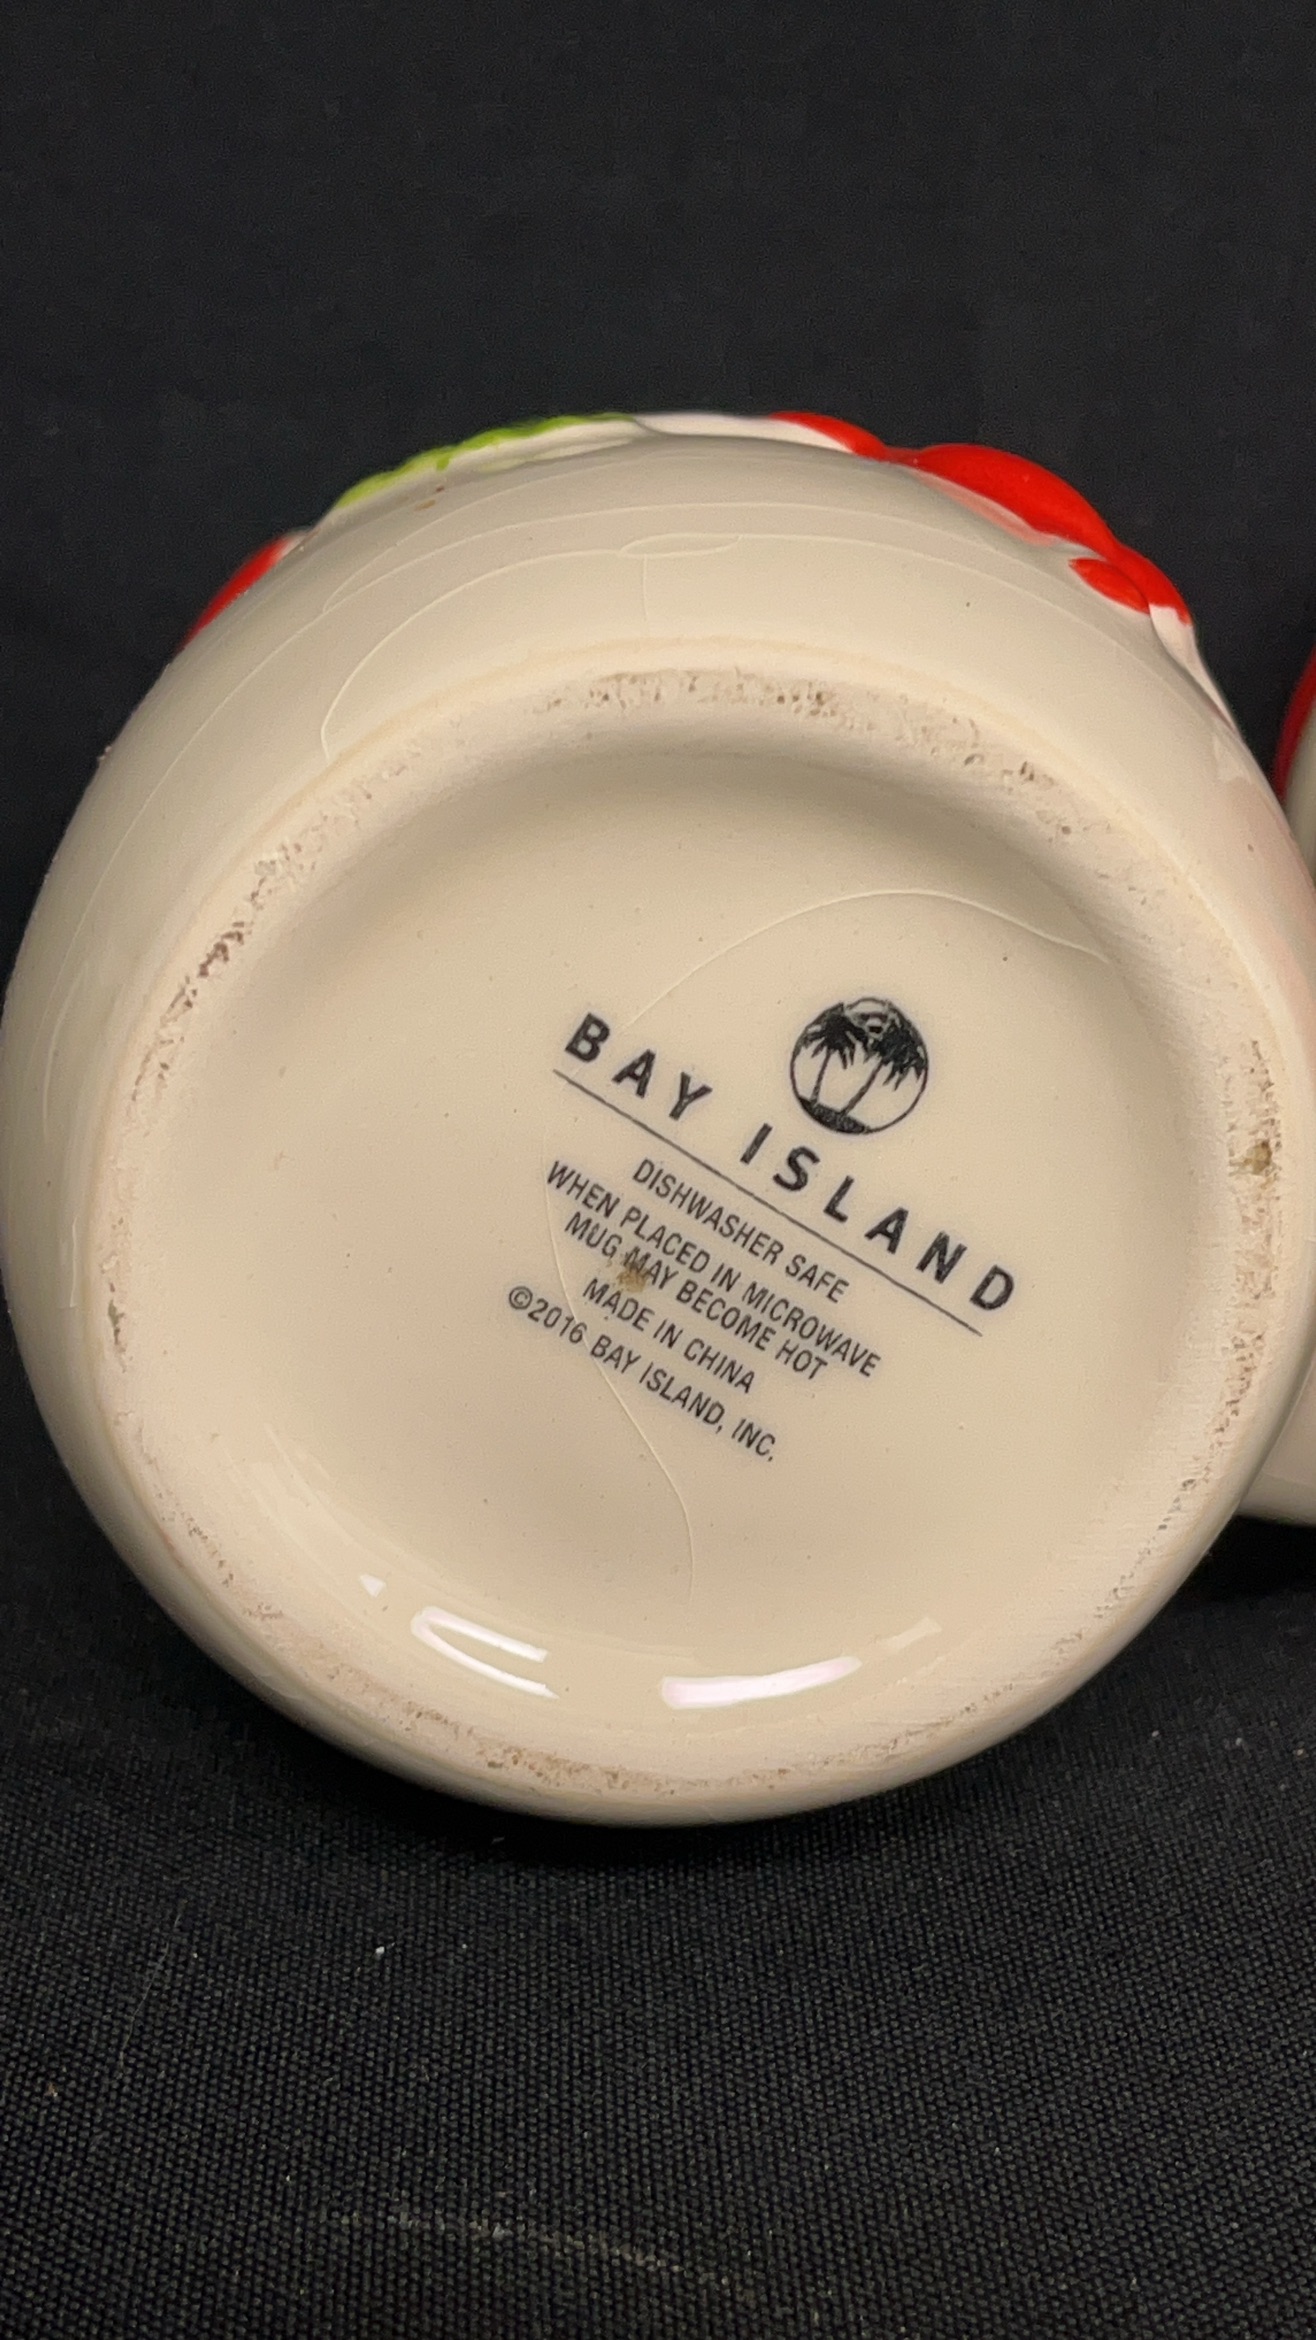 BAY ISLAND
DISHWASHER SAFE
WHEN PLACED IN MICROWAVE
MUG MAY BECOME HOT
MADE IN CHINA
©2016 BAY ISLAND, INC.